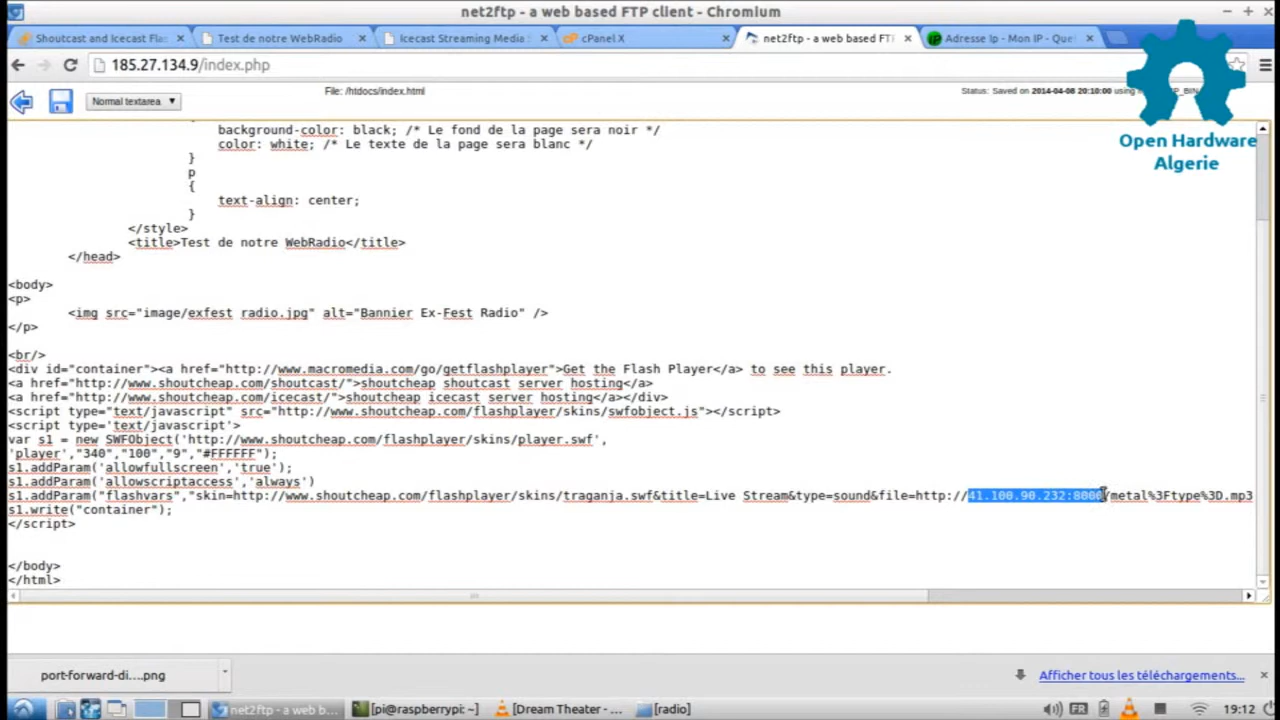 net2ftp - a web based FTP client - Chromium
Shoutcast and Icecast Flas
Test de notre WebRadio
Icecast Streaming Media S
cPanel X
net2ftp - a web based FT
Adresse Ip - Mon IP - Que
185.27.134.9/index.php
Normal textarea
File: /htdocs/index.html
Status: Saved on 2014-04-08 20:10:00 using
Open Hardware
Algerie
background-color: black; /* Le fond de la page sera noir */
color: white; /* Le texte de la page sera blanc */
}
p
{
text-align: center;
}
</style>
<title>Test de notre WebRadio</title>
</head>
<body>
<p>
<img src="image/exfest radio.jpg" alt="Bannier Ex-Fest Radio" />
</p>
<br/>
<div id="container"><a href="http://www.macromedia.com/go/getflashplayer">Get the Flash Player</a> to see this player.
<a href="http://www.shoutcheap.com/shoutcast/">shoutcheap shoutcast server hosting</a>
<a href="http://www.shoutcheap.com/icecast/">shoutcheap icecast server hosting</a></div>
<script type="text/javascript" src="http://www.shoutcheap.com/flashplayer/skins/swfobject.js"></script>
<script type='text/javascript'>
var s1 = new SWFObject('http://www.shoutcheap.com/flashplayer/skins/player.swf',
'player',"340","100","9","#FFFFFF");
s1.addParam('allowfullscreen','true');
s1.addParam('allowscriptaccess','always')
s1.addParam("flashvars","skin=http://www.shoutcheap.com/flashplayer/skins/traganja.swf&title=Live Stream&type=sound&file=http://41.100.90.232:8000/metal%3Ftype%3D.mp3
s1.write("container");
</script>
</body>
</html>
port-forward-di....png
Afficher tous les téléchargements...
net2ftp - a web b...
[pi@raspberrypi: ~]
[Dream Theater - ...
[radio]
FR
19:12